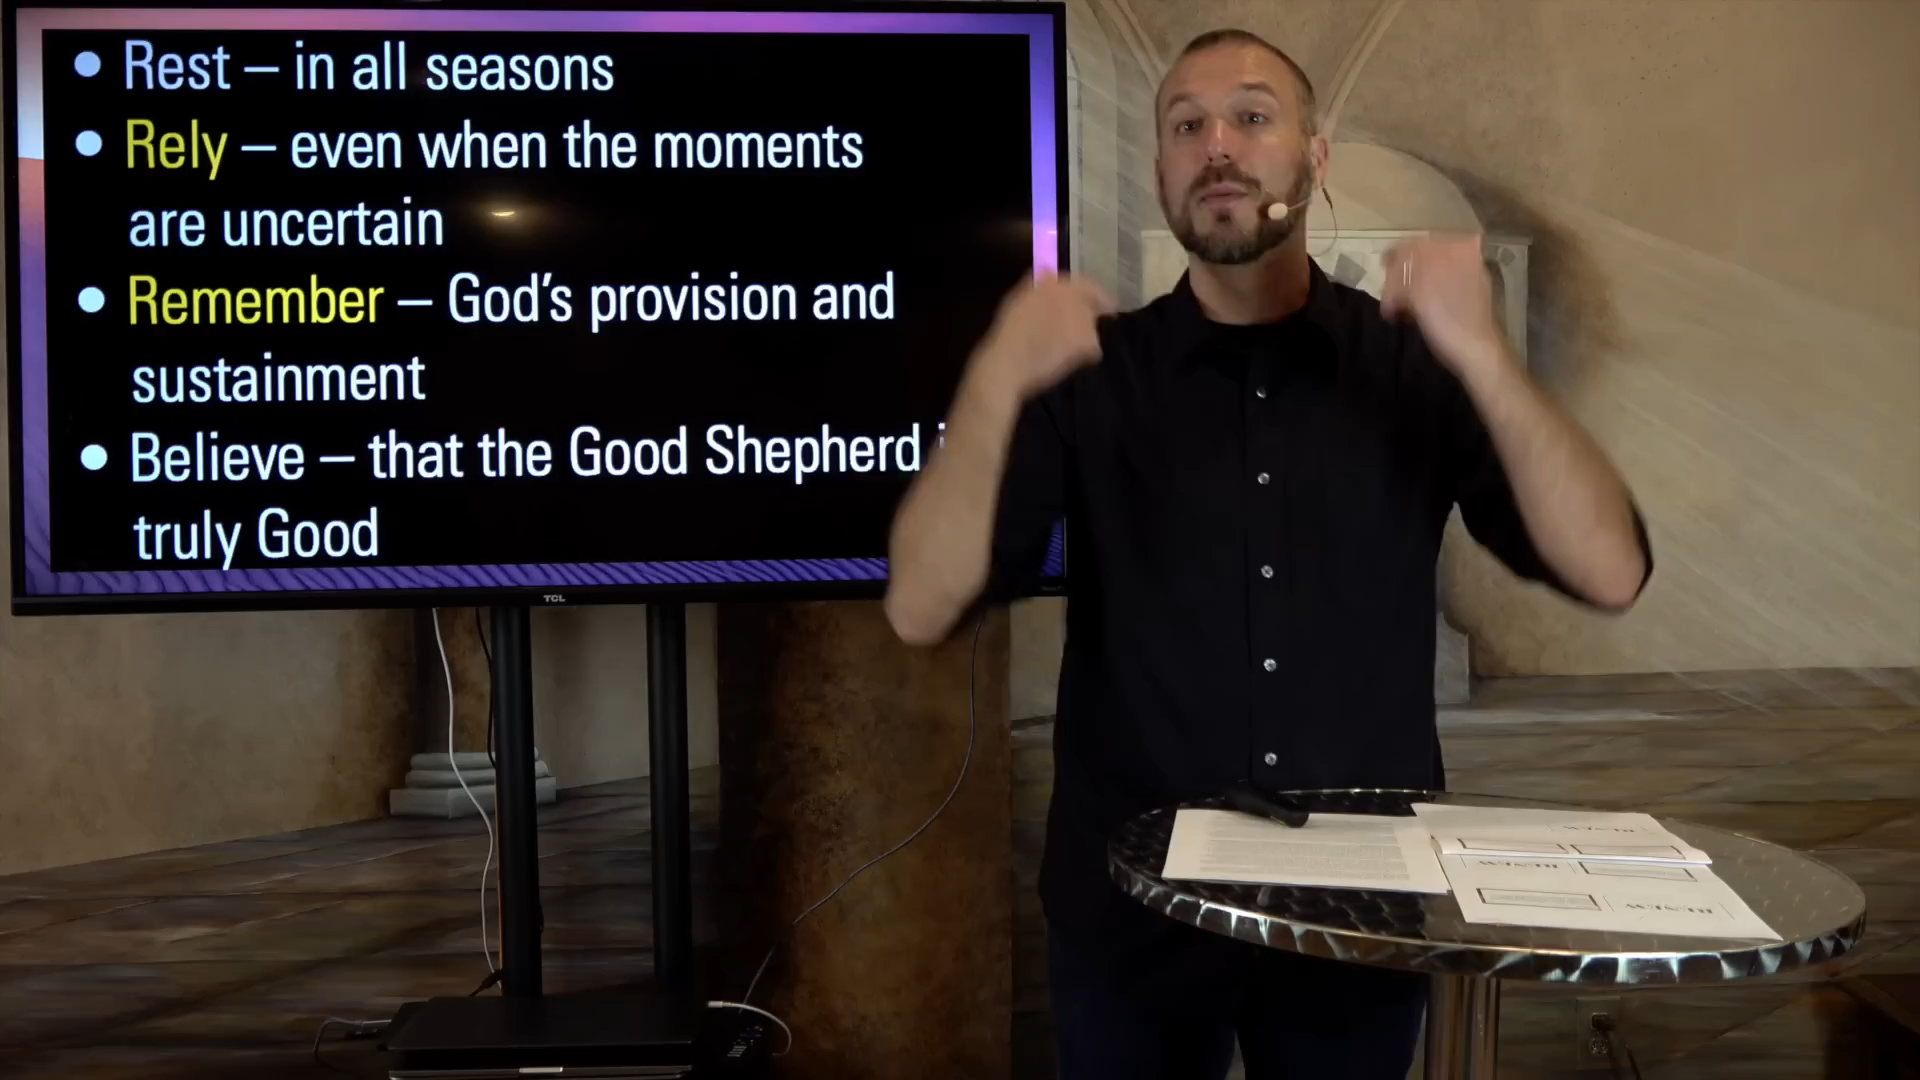 • Rest – in all seasons
• Rely – even when the moments
are uncertain
• Remember – God's provision and
sustainment
• Believe – that the Good Shepherd
truly Good
TCL